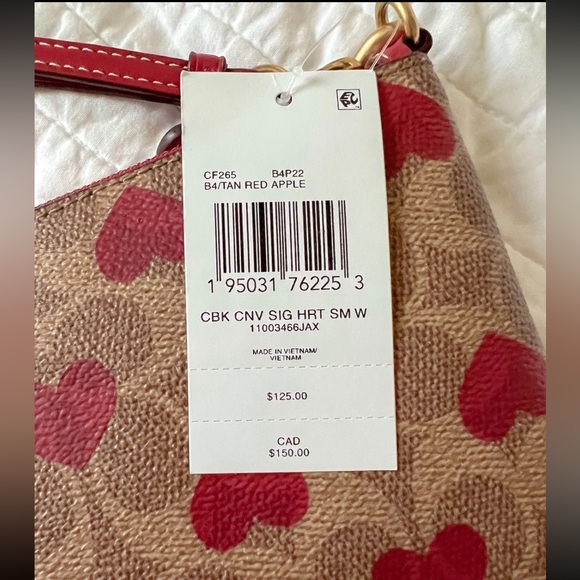 CF265 B4P22
B4/TAN RED APPLE
1 95031 76225 3
CBK CNV SIG HRT SM W
11003466JAX
MADE IN VIETNAM/
VIETNAM
$125.00
CAD
$150.00